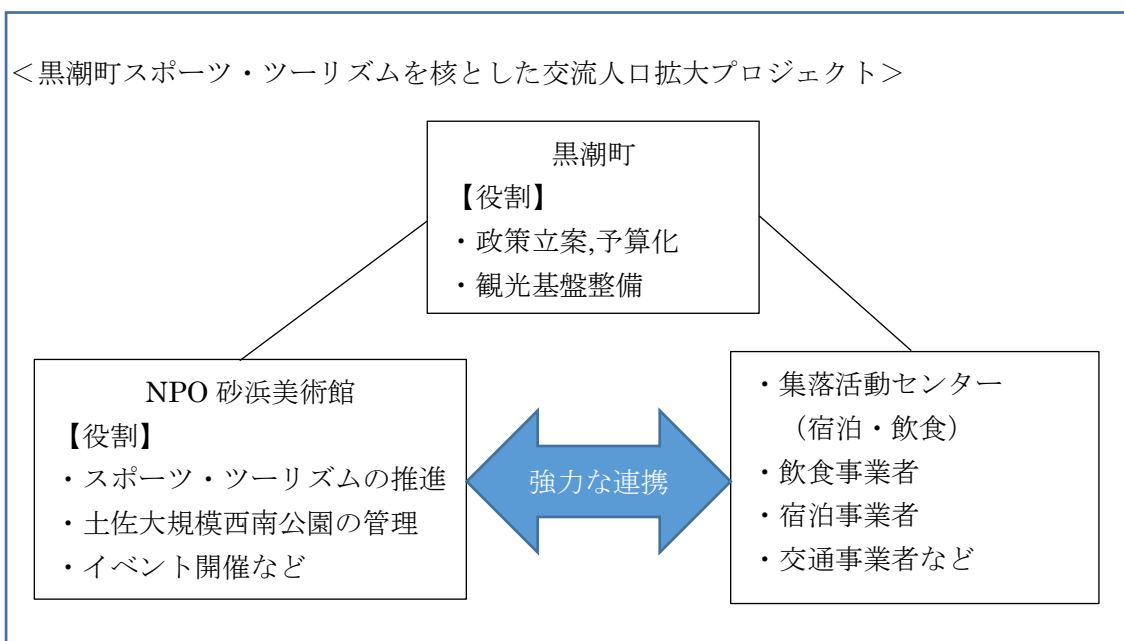 ＜黒潮町スポーツ・ツーリズムを核とした交流人口拡大プロジェクト＞
黒潮町
【役割】
・政策立案,予算化
・観光基盤整備
NPO 砂浜美術館
【役割】
・スポーツ・ツーリズムの推進
・土佐大規模西南公園の管理
・イベント開催など
強力な連携
・集落活動センター
（宿泊・飲食）
・飲食事業者
・宿泊事業者
・交通事業者など